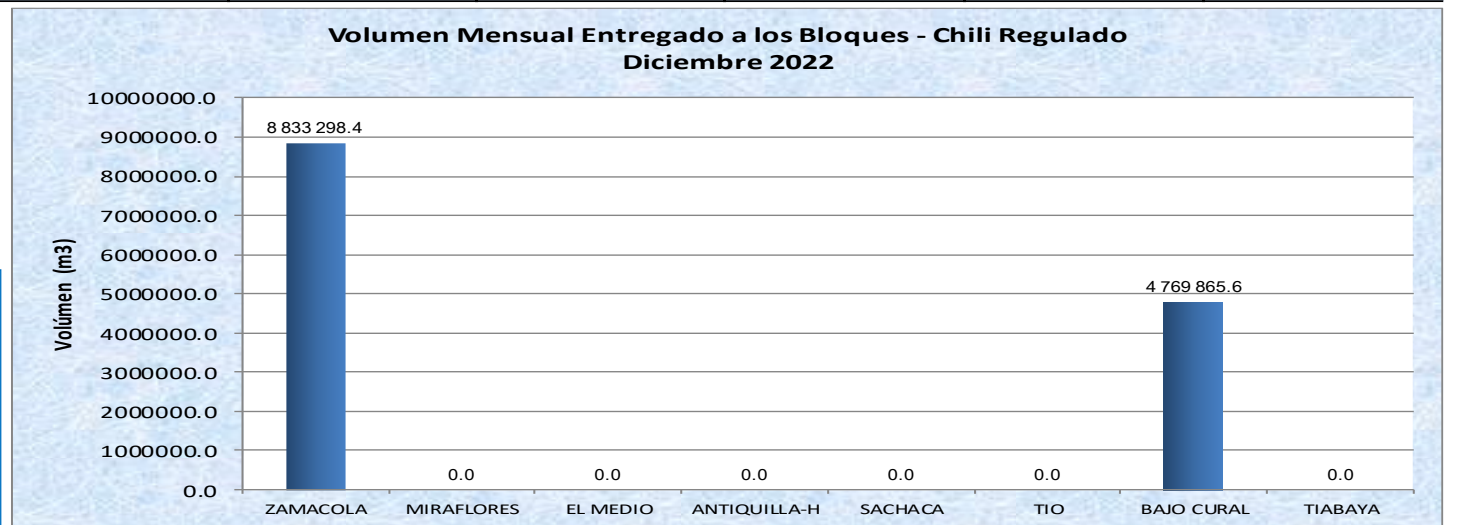 Volumen Mensual Entregado a los Bloques - Chili Regulado
Diciembre 2022
Volúmen (m3)
10000000.0
9000000.0
8000000.0
7000000.0
6000000.0
5000000.0
4000000.0
3000000.0
2000000.0
1000000.0
0.0
8 833 298.4
0.0
0.0
0.0
0.0
0.0
4 769 865.6
0.0
ZAMACOLA
MIRAFLORES
EL MEDIO
ANTIQUILLA-H
SACHACA
TIO
BAJO CURAL
TIABAYA